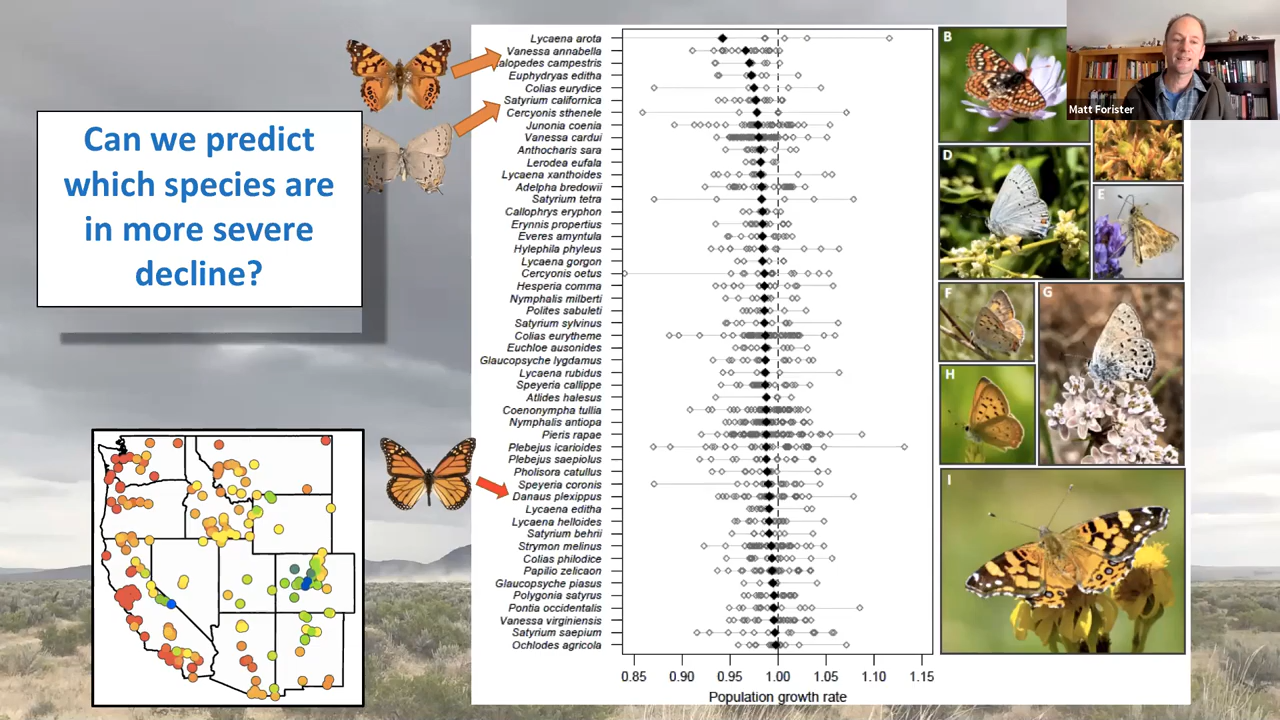 Can we predict
which species are
in more severe
decline?
Lycaena arota
Vanessa annabella
alopedes campestris
Euphydryas editha
Colias eurydice
Satyrium californica
Cercyonis sthenele
Junonia coenia
Vanessa cardui
Anthocharis sara
Lerodea eufala
Lycaena xanthoides
Adelpha bredowii
Satyrium tetra
Callophrys eryphon
Erynnis propertius
Everes amyntula
Hylephila phyleus
Lycaena gorgon
Cercyonis oetus
Hesperia comma
Nymphalis milberti
Polites sabuleti
Satyrium sylvinus
Colias eurytheme
Euchloe ausonides
Glaucopsyche lygdamus
Lycaena rubidus
Speyeria callippe
Atlides halesus
Coenonympha tullia
Nymphalis antiopa
Pieris rapae
Plebejus icarioides
Plebejus saepiolus
Pholisora catullus
Speyeria coronis
Danaus plexippus
Lycaena editha
Lycaena helloides
Satyrium behrii
Strymon melinus
Colias philodice
Papilio zelicaon
Glaucopsyche piasus
Polygonia satyrus
Pontia occidentalis
Vanessa virginiensis
Satyrium saepium
Ochlodes agricola
0.85 0.90 0.95 1.00 1.05 1.10 1.15
Population growth rate
B
D
E
F
G
H
I
Matt Forister